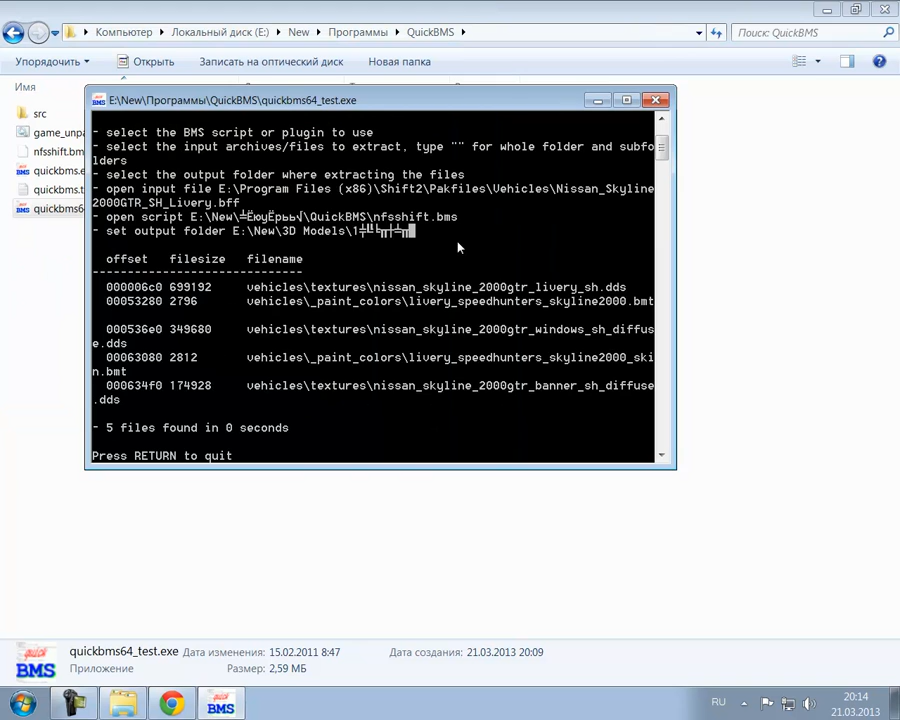 Компьютер Локальный диск (E:) New Программы QuickBMS
Поиск: QuickBMS
Упорядочить Открыть Записать на оптический диск Новая папка
Имя
src
game_unpa
nfsshift.bm
quickbms.e
quickbms.t
quickbms6
E:\New\Программы\QuickBMS\quickbms64_test.exe
- select the BMS script or plugin to use
- select the input archives/files to extract, type "" for whole folder and subfo
lders
- select the output folder where extracting the files
- open input file E:\Program Files (x86)\Shift2\Pakfiles\Vehicles\Nissan_Skyline
2000GTR_SH_Livery.bff
- open script E:\New\╧ЁюуЁрьь√\QuickBMS\nfsshift.bms
- set output folder E:\New\3D Models\1
offset filesize filename
--------------------------------------
000006c0 699192 vehicles\textures\nissan_skyline_2000gtr_livery_sh.dds
00053280 2796 vehicles\_paint_colors\livery_speedhunters_skyline2000.bmt
000536e0 349680 vehicles\textures\nissan_skyline_2000gtr_windows_sh_diffus
e.dds
00063080 2812 vehicles\_paint_colors\livery_speedhunters_skyline2000_ski
n.bmt
000634f0 174928 vehicles\textures\nissan_skyline_2000gtr_banner_sh_diffuse
.dds
- 5 files found in 0 seconds
Press RETURN to quit
quick
BMS
quickbms64_test.exe Дата изменения: 15.02.2011 8:47 Дата создания: 21.03.2013 20:09
Приложение Размер: 2,59 МБ
quick
BMS
RU
20:14
21.03.2013